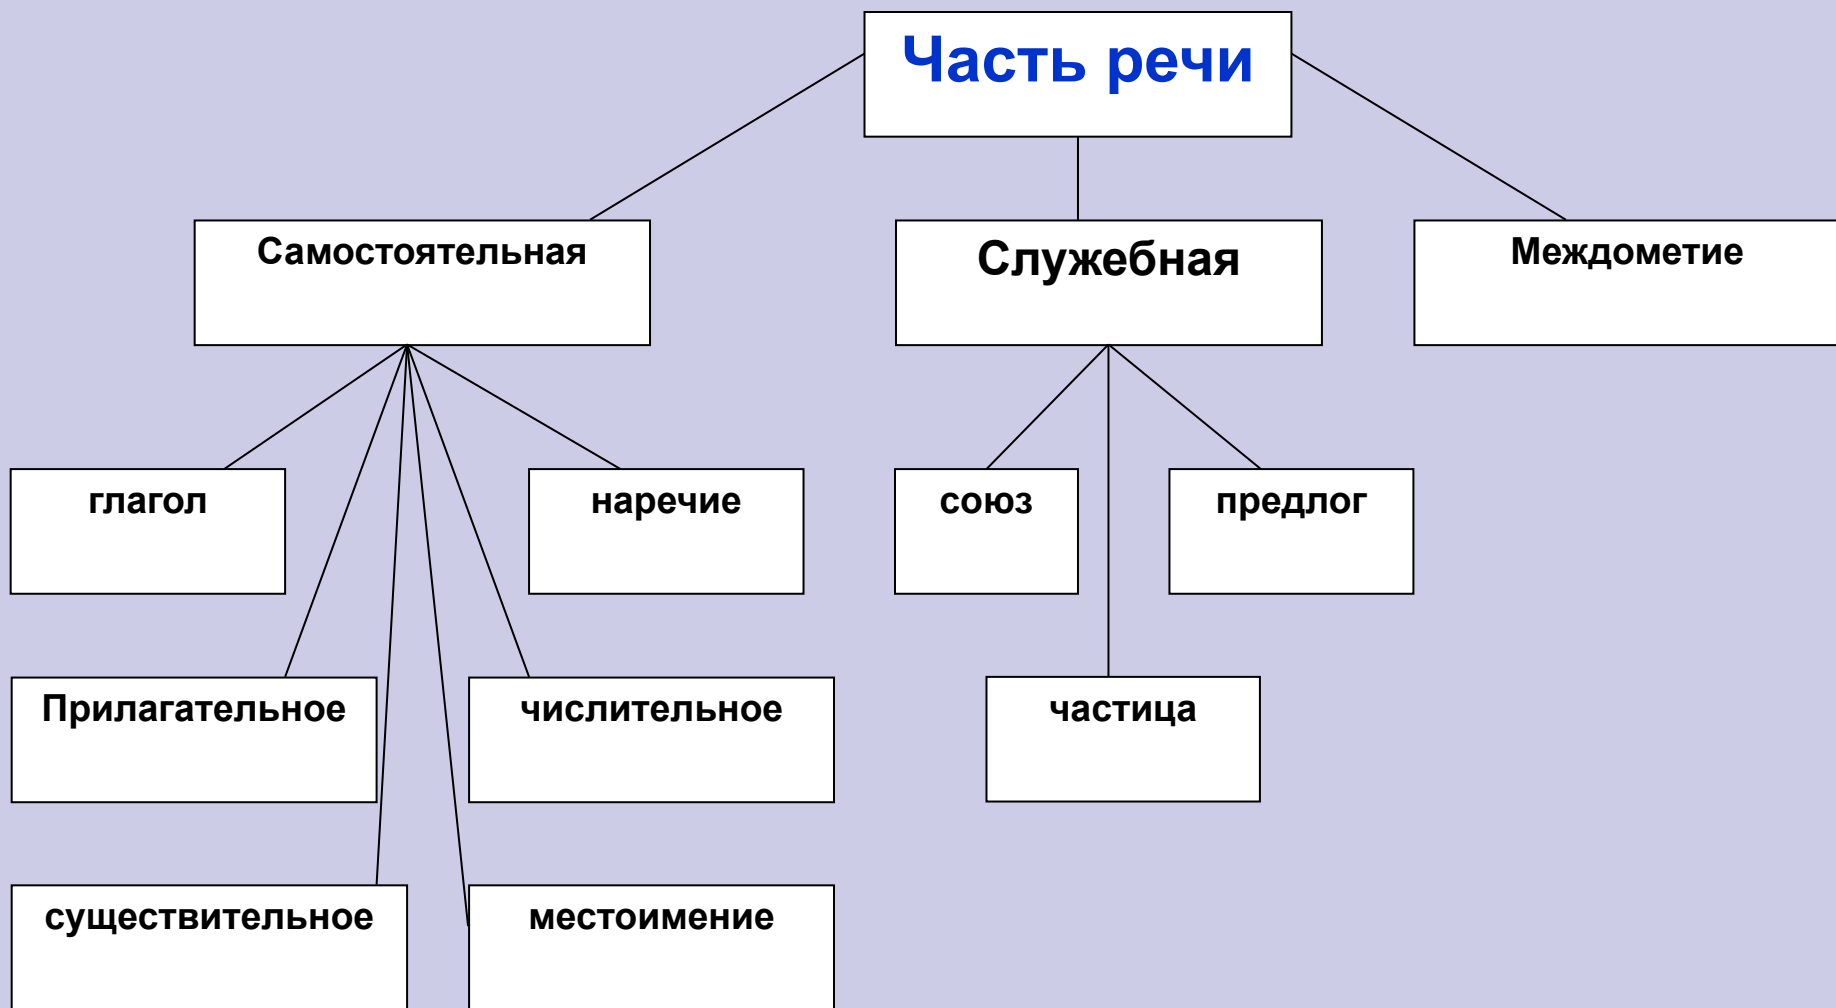 Часть речи
Самостоятельная
Служебная
Междометие
глагол
наречие
союз
предлог
Прилагательное
числительное
частица
существительное
местоимение